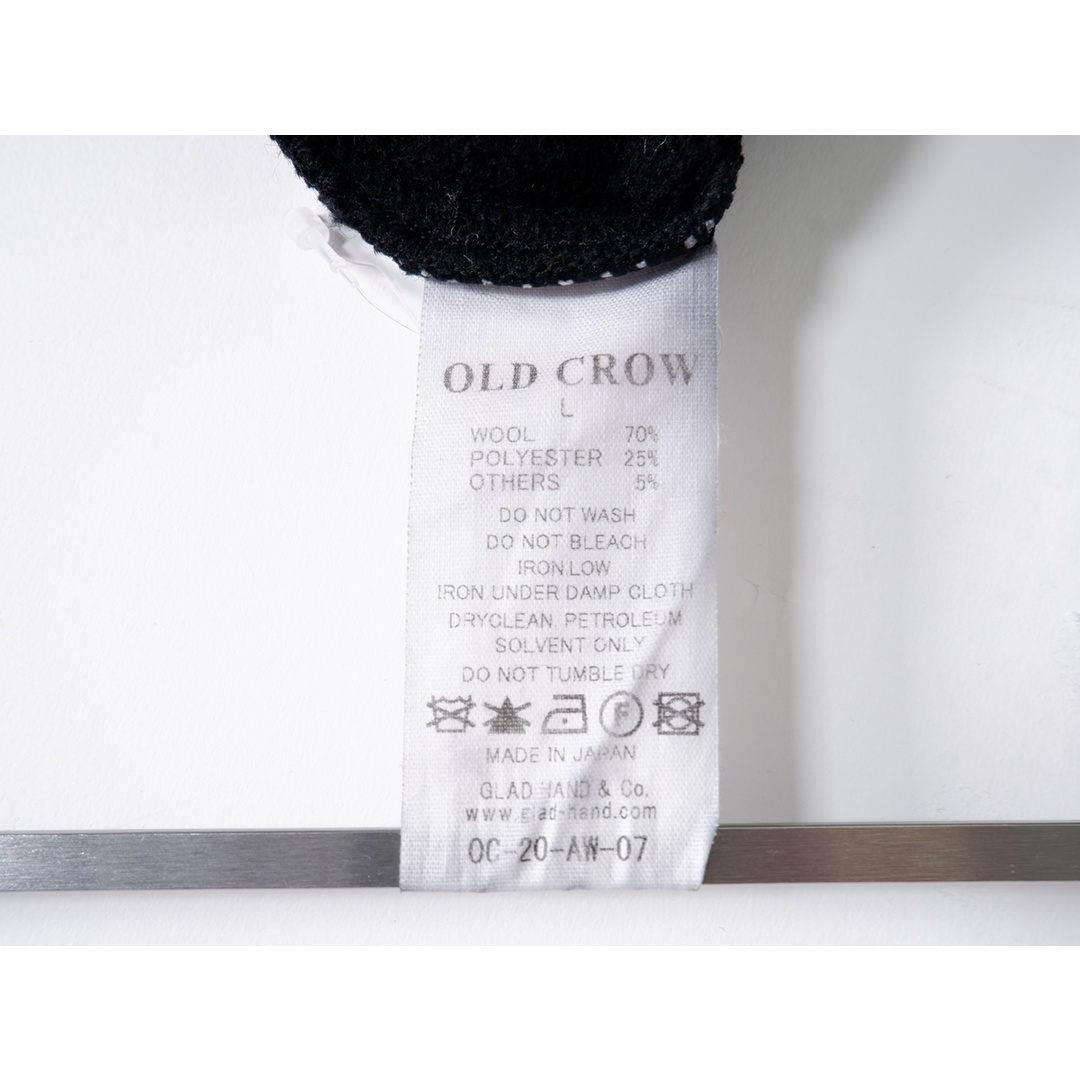 OLD CROW
L
WOOL 70%
POLYESTER 25%
OTHERS 5%
DO NOT WASH
DO NOT BLEACH
IRON,LOW
IRON UNDER DAMP CLOTH
DRYCLEAN, PETROLEUM
SOLVENT ONLY
DO NOT TUMBLE DRY
F
MADE IN JAPAN
GLAD HAND & Co.
www.glad-hand.com
OC-20-AW-07